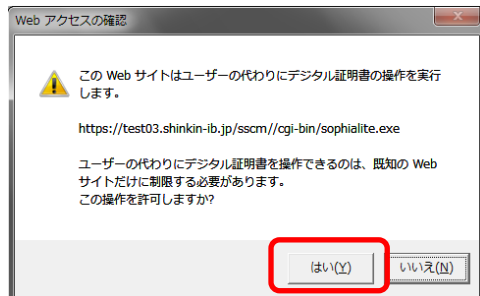 Web アクセスの確認
この Web サイトはユーザーの代わりにデジタル証明書の操作を実行
します。
https://test03.shinkin-ib.jp/sscm//cgi-bin/sophialite.exe
ユーザーの代わりにデジタル証明書を操作できるのは、既知の Web
サイトだけに制限する必要があります。
この操作を許可しますか?
はい(Y) いいえ(N)